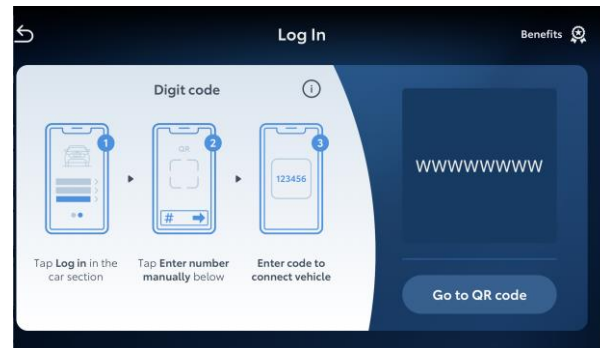 Log In
Benefits
Digit code
i
1
2
3
QR
123456
#
Tap Log in in the
car section
Tap Enter number
manually below
Enter code to
connect vehicle
WWWWWWWW
Go to QR code